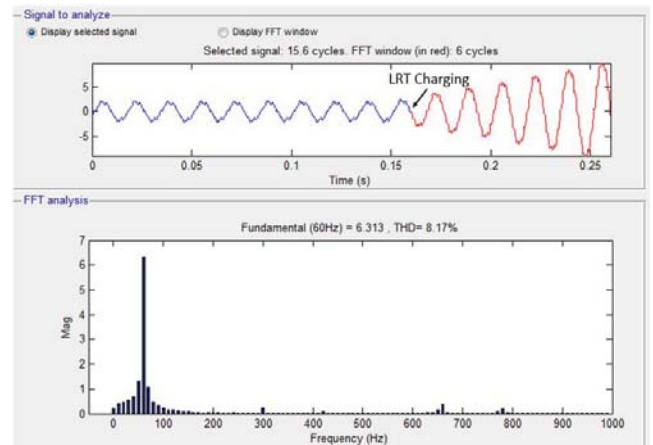 Signal to analyze
Display selected signal
Display FFT window
Selected signal: 15.6 cycles. FFT window (in red): 6 cycles
LRT Charging
5
0
-5
0
0.05
0.1
0.15
0.2
0.25
Time (s)
FFT analysis
Fundamental (60Hz) = 6.313 , THD= 8.17%
7
6
5
4
3
2
1
0
Mag
0
100
200
300
400
500
600
700
800
900
1000
Frequency (Hz)